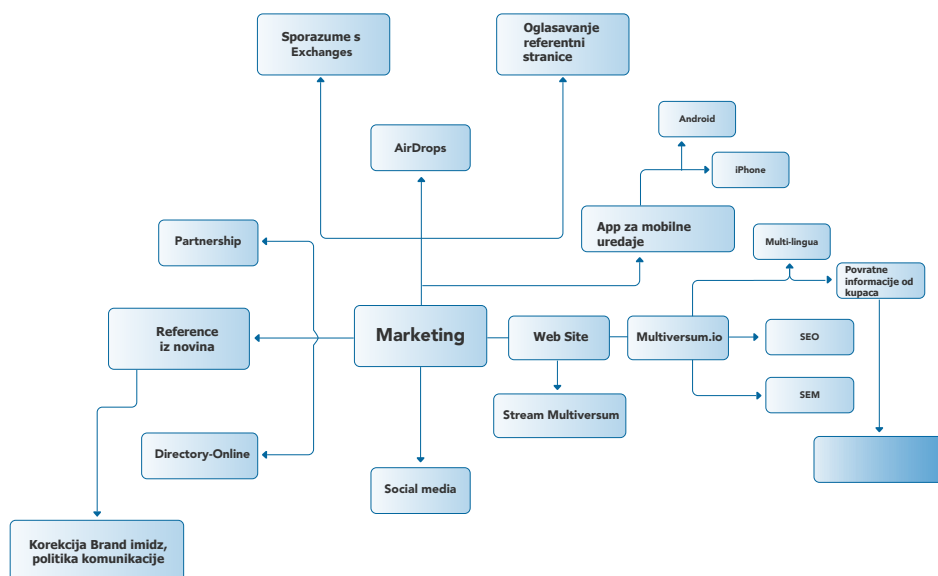 Sporazume s
Exchanges
Oglasavanje
referentni
stranice
Android
AirDrops
iPhone
App za mobilne
uredaje
Partnership
Multi-lingua
Povratne
informacije od
kupaca
Reference
iz novina
Marketing
Web Site
Multiversum.io
SEO
SEM
Stream Multiversum
Directory-Online
Social media
Korekcija Brand imidz,
politika komunikacije